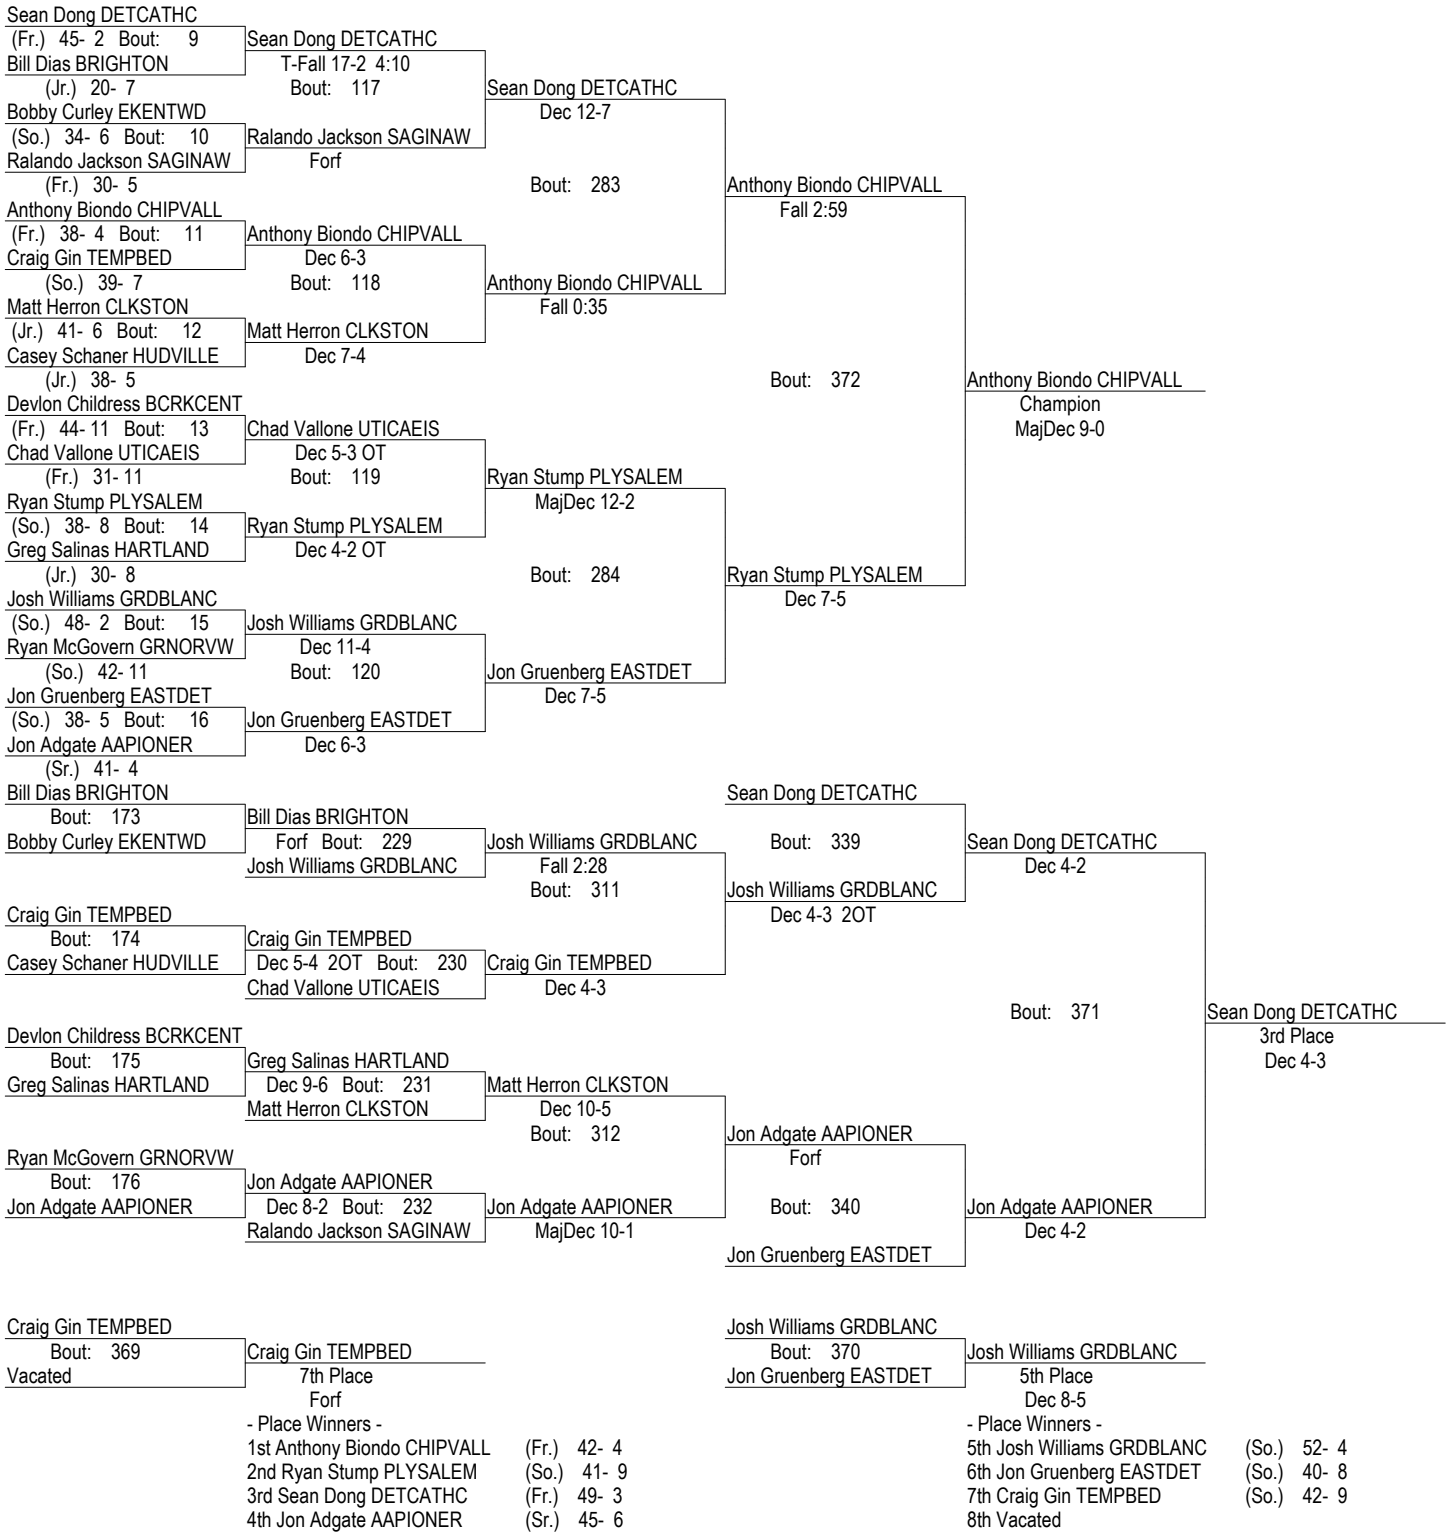 Sean Dong DETCATHC
(Fr.) 45- 2 Bout: 9 Sean Dong DETCATHC
Bill Dias BRIGHTON T-Fall 17-2 4:10
(Jr.) 20- 7 Bout: 117 Sean Dong DETCATHC
Bobby Curley EKENTWD Dec 12-7
(So.) 34- 6 Bout: 10 Ralando Jackson SAGINAW
Ralando Jackson SAGINAW Forf
(Fr.) 30- 5 Bout: 283 Anthony Biondo CHIPVALL
Anthony Biondo CHIPVALL Fall 2:59
(Fr.) 38- 4 Bout: 11 Anthony Biondo CHIPVALL
Craig Gin TEMPBED Dec 6-3
(So.) 39- 7 Bout: 118 Anthony Biondo CHIPVALL
Matt Herron CLKSTON Fall 0:35
(Jr.) 41- 6 Bout: 12 Matt Herron CLKSTON
Casey Schaner HUDVILLE Dec 7-4
(Jr.) 38- 5 Bout: 372 Anthony Biondo CHIPVALL
Devlon Childress BCRKCENT Champion
(Fr.) 44- 11 Bout: 13 Chad Vallone UTICAEIS MajDec 9-0
Chad Vallone UTICAEIS Dec 5-3 OT
(Fr.) 31- 11 Bout: 119 Ryan Stump PLYSALEM
Ryan Stump PLYSALEM MajDec 12-2
(So.) 38- 8 Bout: 14 Ryan Stump PLYSALEM
Greg Salinas HARTLAND Dec 4-2 OT
(Jr.) 30- 8 Bout: 284 Ryan Stump PLYSALEM
Josh Williams GRDBLANC Dec 7-5
(So.) 48- 2 Bout: 15 Josh Williams GRDBLANC
Ryan McGovern GRNORVW Dec 11-4
(So.) 42- 11 Bout: 120 Jon Gruenberg EASTDET
Jon Gruenberg EASTDET Dec 7-5
(So.) 38- 5 Bout: 16 Jon Gruenberg EASTDET
Jon Adgate AAPIONER Dec 6-3
(Sr.) 41- 4
Bill Dias BRIGHTON Sean Dong DETCATHC
Bout: 173 Bill Dias BRIGHTON
Bobby Curley EKENTWD Forf Bout: 229 Josh Williams GRDBLANC Bout: 339 Sean Dong DETCATHC
Josh Williams GRDBLANC Fall 2:28 Dec 4-2
Bout: 311 Josh Williams GRDBLANC
Craig Gin TEMPBED Dec 4-3 2OT
Bout: 174 Craig Gin TEMPBED
Casey Schaner HUDVILLE Dec 5-4 2OT Bout: 230 Craig Gin TEMPBED
Chad Vallone UTICAEIS Dec 4-3
Bout: 371 Sean Dong DETCATHC
Devlon Childress BCRKCENT 3rd Place
Bout: 175 Greg Salinas HARTLAND Dec 4-3
Greg Salinas HARTLAND Dec 9-6 Bout: 231 Matt Herron CLKSTON
Matt Herron CLKSTON Dec 10-5
Bout: 312 Jon Adgate AAPIONER
Ryan McGovern GRNORVW Forf
Bout: 176 Jon Adgate AAPIONER
Jon Adgate AAPIONER Dec 8-2 Bout: 232 Jon Adgate AAPIONER Bout: 340 Jon Adgate AAPIONER
Ralando Jackson SAGINAW MajDec 10-1 Dec 4-2
Jon Gruenberg EASTDET
Craig Gin TEMPBED Josh Williams GRDBLANC
Bout: 369 Craig Gin TEMPBED Bout: 370 Josh Williams GRDBLANC
Vacated 7th Place Jon Gruenberg EASTDET 5th Place
Forf Dec 8-5
- Place Winners - - Place Winners -
1st Anthony Biondo CHIPVALL (Fr.) 42- 4 5th Josh Williams GRDBLANC (So.) 52- 4
2nd Ryan Stump PLYSALEM (So.) 41- 9 6th Jon Gruenberg EASTDET (So.) 40- 8
3rd Sean Dong DETCATHC (Fr.) 49- 3 7th Craig Gin TEMPBED (So.) 42- 9
4th Jon Adgate AAPIONER (Sr.) 45- 6 8th Vacated